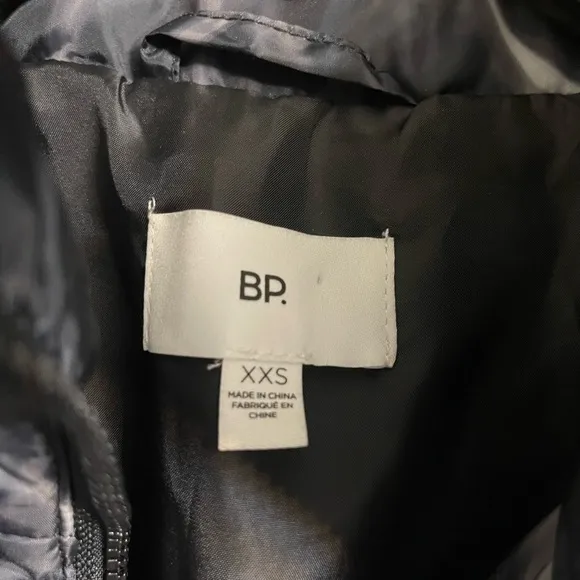 BP.
XXS
MADE IN CHINA
FABRIQUÉ EN
CHINE